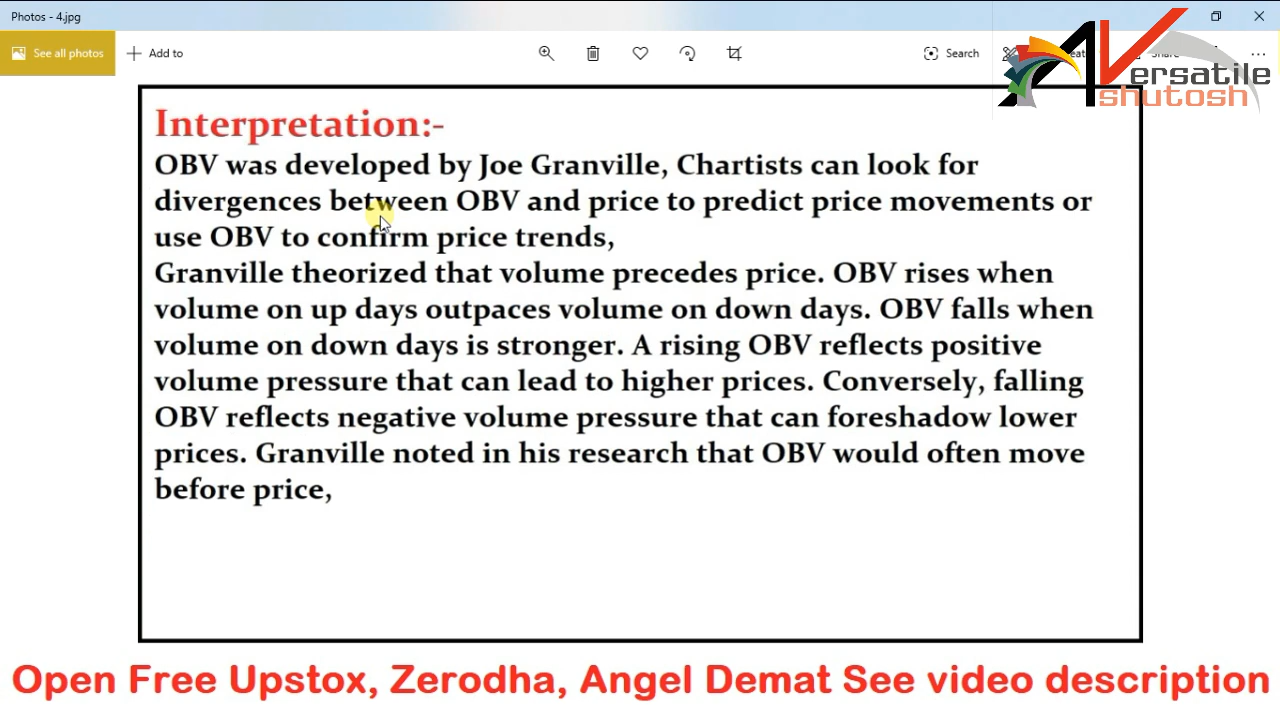 Photos - 4.jpg
See all photos
Add to
Search
Versatile
Ashutosh
Interpretation:-
OBV was developed by Joe Granville, Chartists can look for
divergences between OBV and price to predict price movements or
use OBV to confirm price trends,
Granville theorized that volume precedes price. OBV rises when
volume on up days outpaces volume on down days. OBV falls when
volume on down days is stronger. A rising OBV reflects positive
volume pressure that can lead to higher prices. Conversely, falling
OBV reflects negative volume pressure that can foreshadow lower
prices. Granville noted in his research that OBV would often move
before price,
Open Free Upstox, Zerodha, Angel Demat See video description